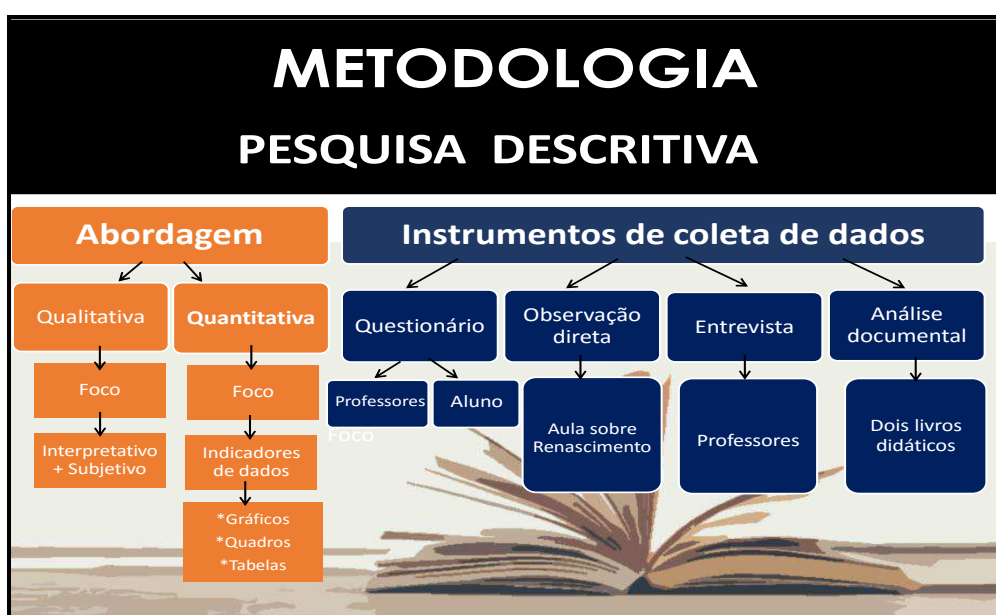 METODOLOGIA
PESQUISA DESCRITIVA
Abordagem
Instrumentos de coleta de dados
Qualitativa
Quantitativa
Questionário
Observação
direta
Entrevista
Análise
documental
Foco
Foco
Professores
Aluno
Foco
Interpretativo
+ Subjetivo
Indicadores
de dados
Aula sobre
Renascimento
Professores
Dois livros
didáticos
*Gráficos
*Quadros
*Tabelas